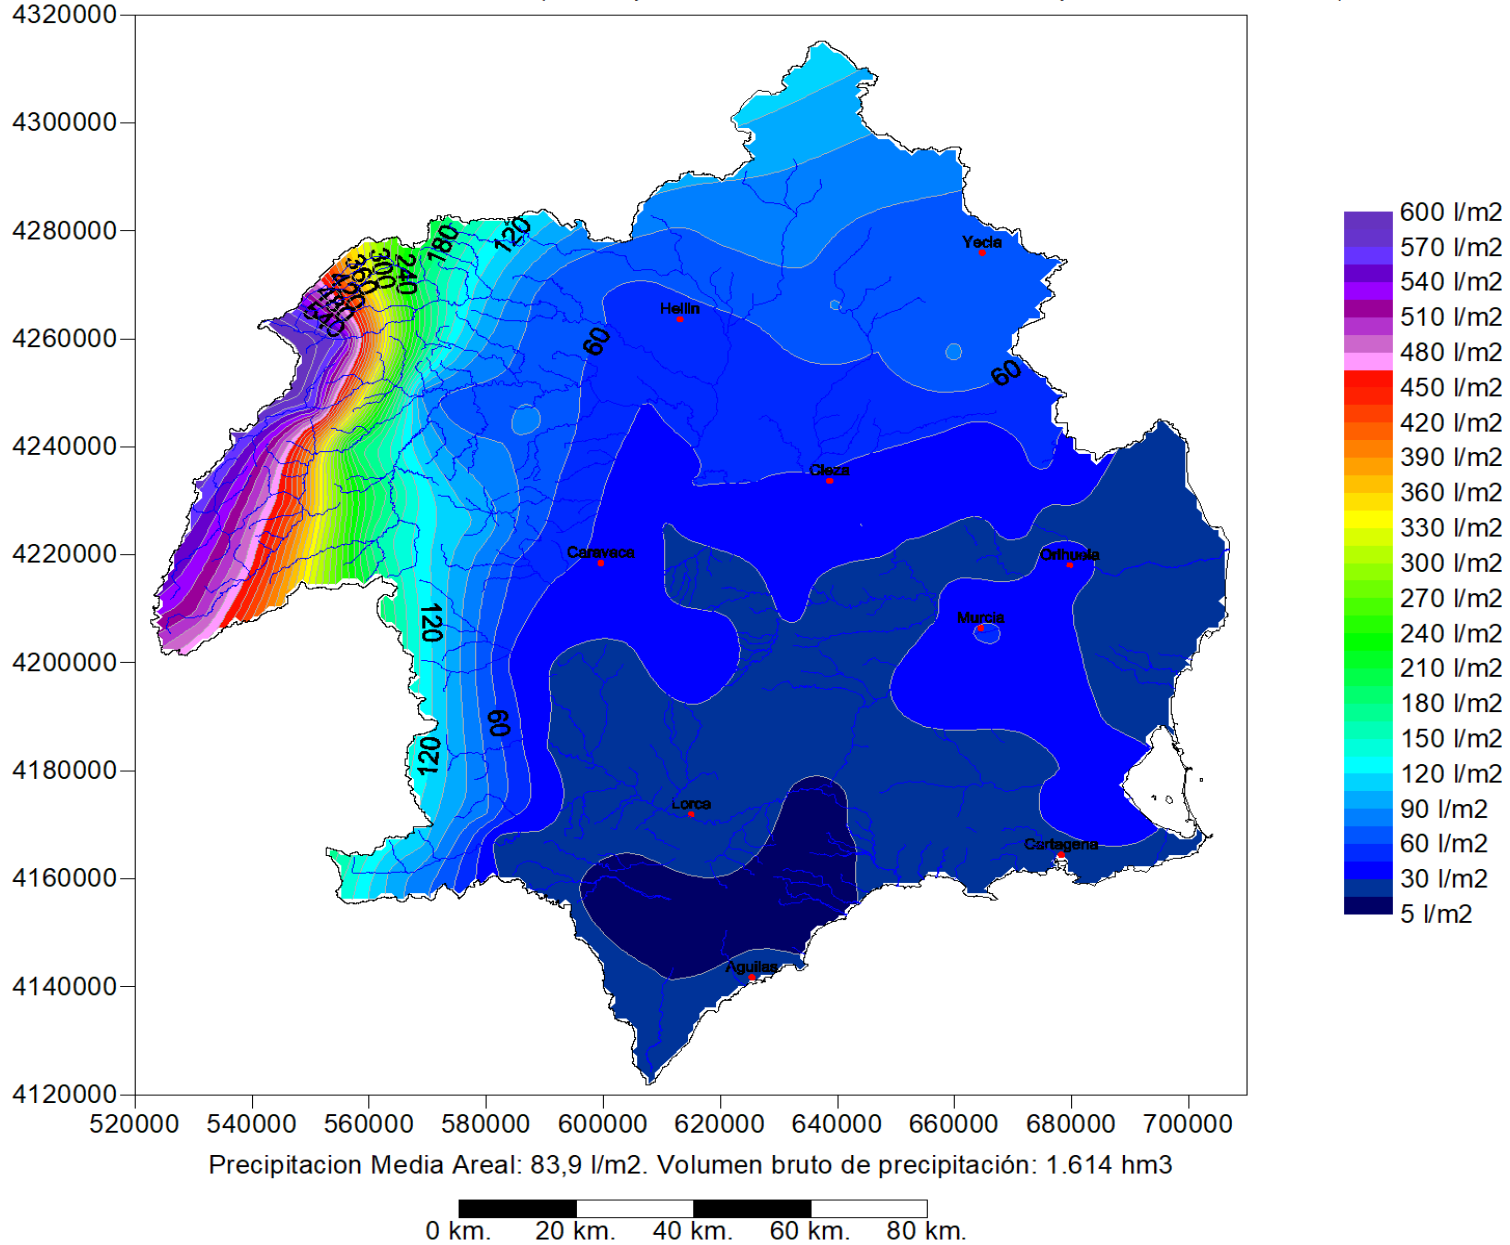 4320000
4300000
4280000
4260000
4240000
4220000
4200000
4180000
4160000
4140000
4120000
520000 540000 560000 580000 600000 620000 640000 660000 680000 700000
180
120
240
300
360
60
60
120
120
60
Yecla
Hellin
Cieza
Caravaca
Orihuela
Murcia
Lorca
Cartagena
Aguilas
600 l/m2
570 l/m2
540 l/m2
510 l/m2
480 l/m2
450 l/m2
420 l/m2
390 l/m2
360 l/m2
330 l/m2
300 l/m2
270 l/m2
240 l/m2
210 l/m2
180 l/m2
150 l/m2
120 l/m2
90 l/m2
60 l/m2
30 l/m2
5 l/m2
Precipitacion Media Areal: 83,9 l/m2. Volumen bruto de precipitación: 1.614 hm3
0 km. 20 km. 40 km. 60 km. 80 km.